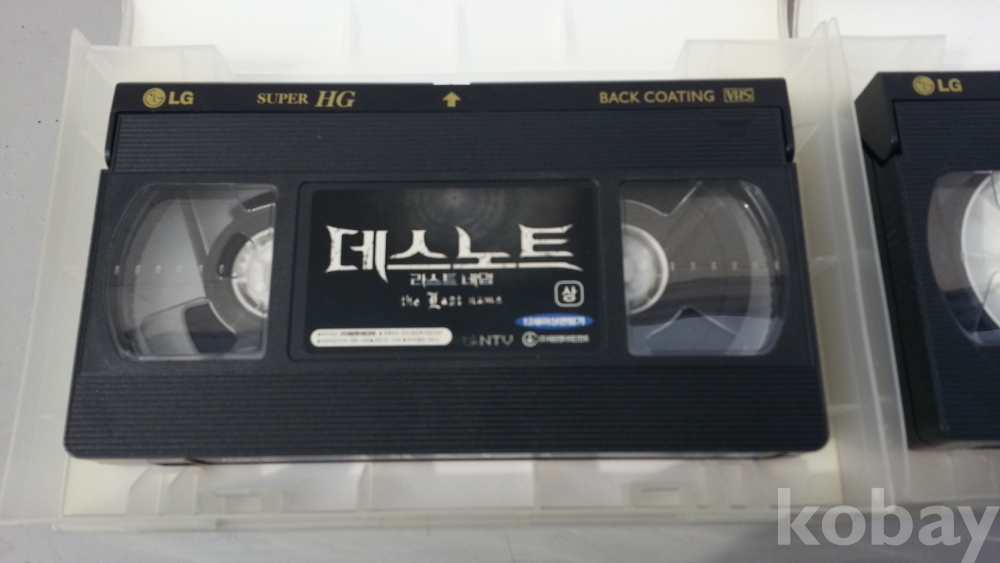 LG SUPER HG BACK COATING VHS
LG
데스노트
라스트 네임
the Last name
상
12세이상관람가
NTV
kobay